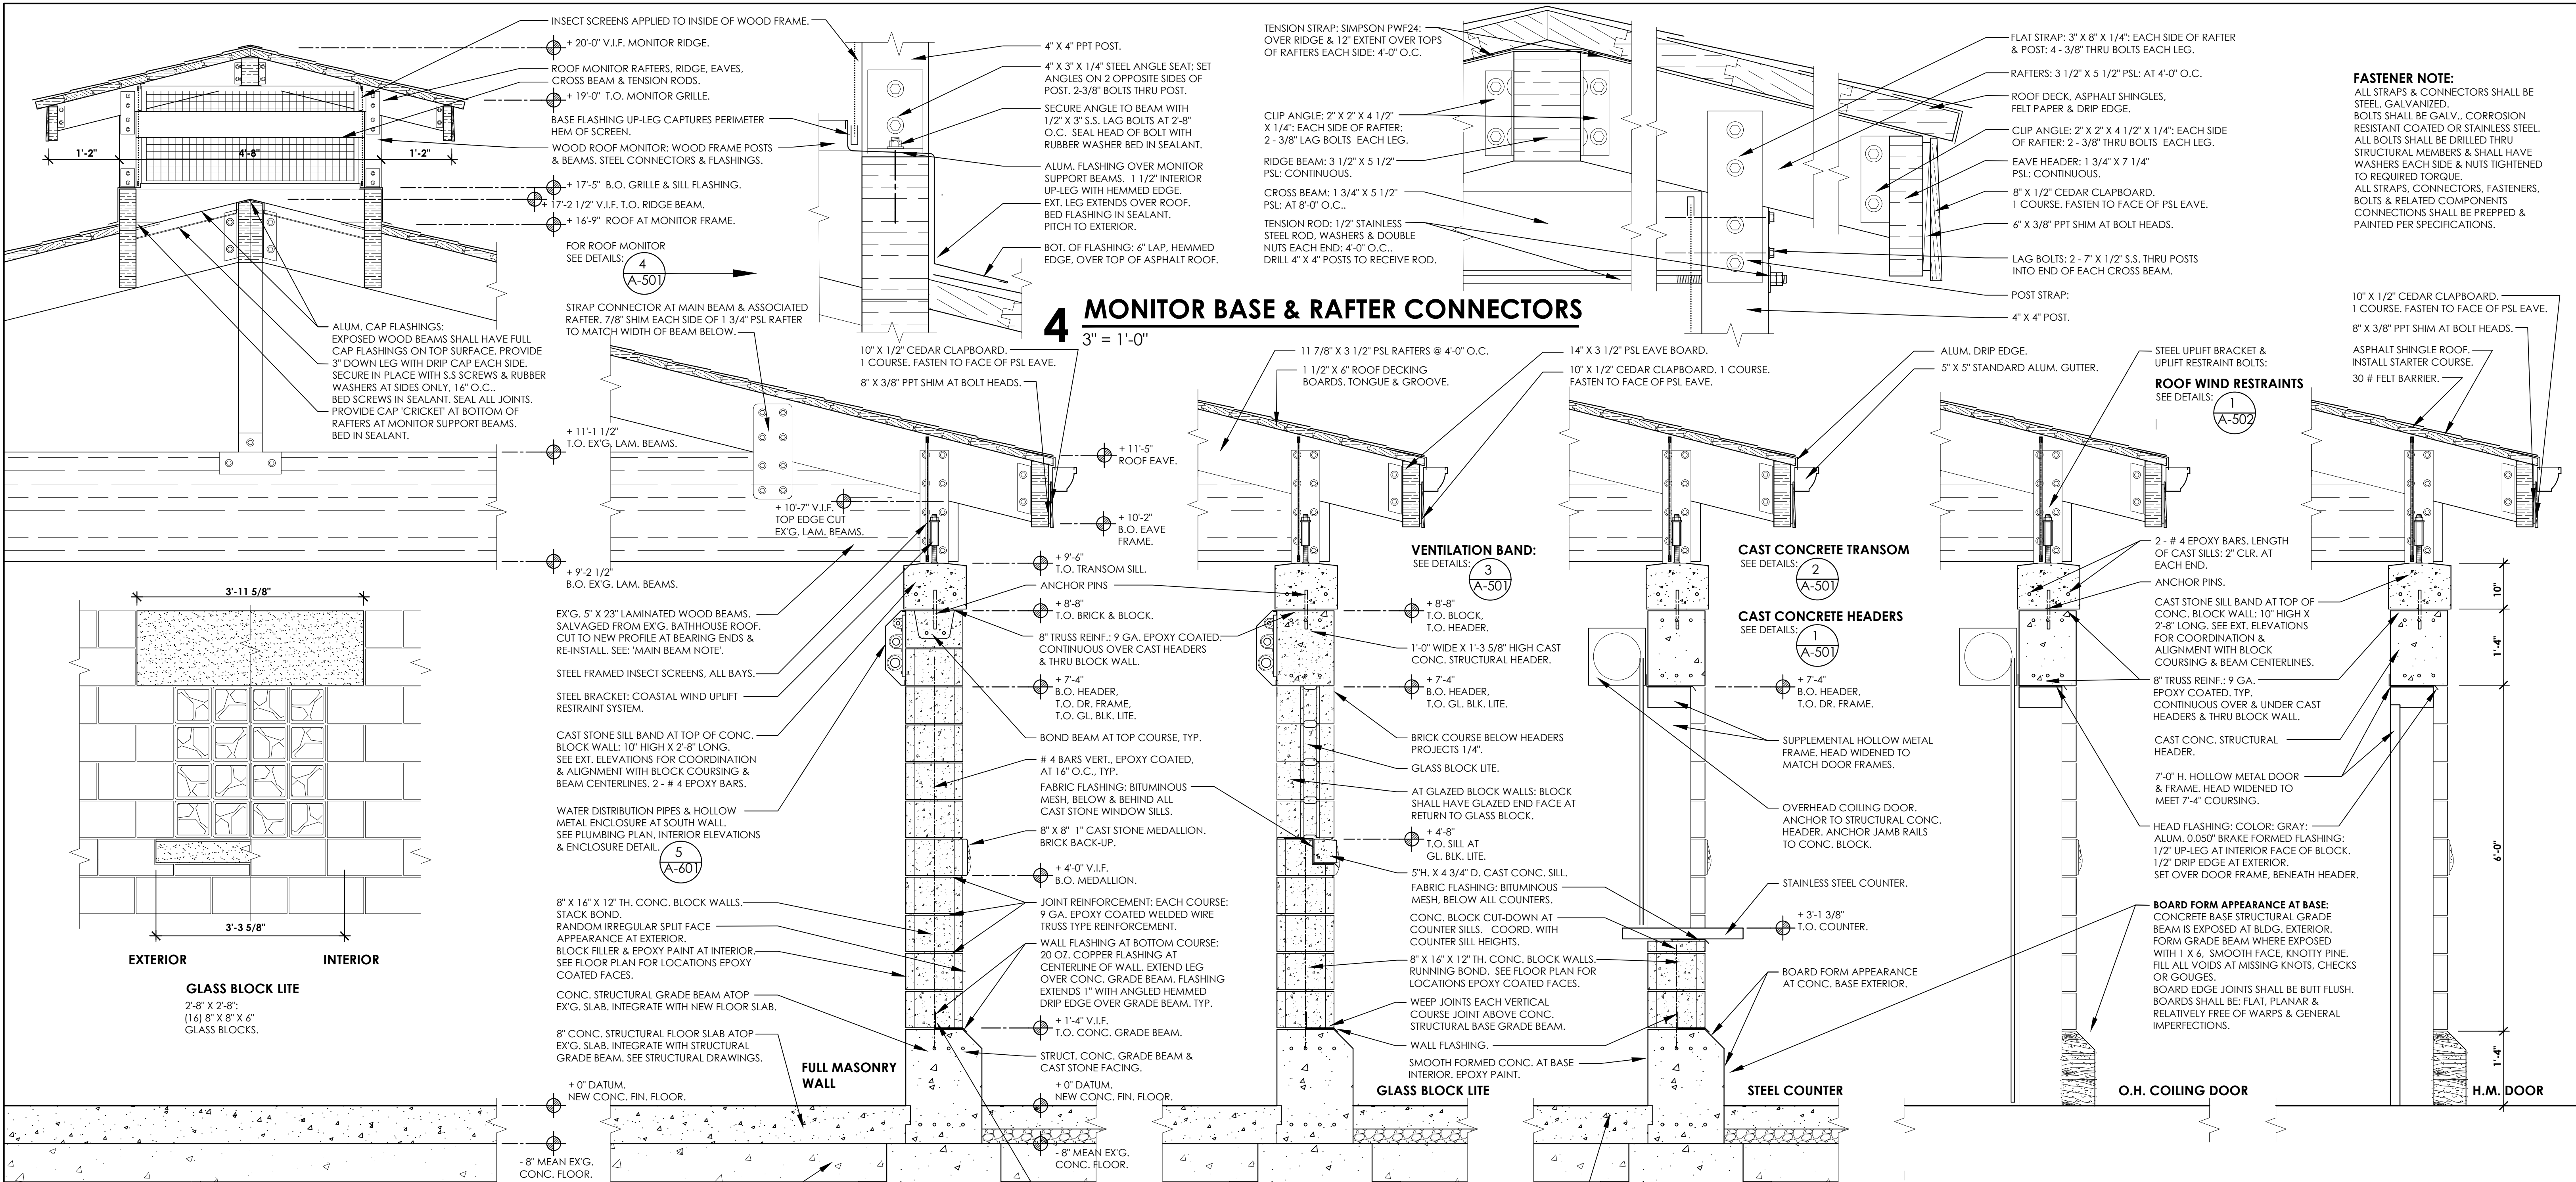 INSECT SCREENS APPLIED TO INSIDE OF WOOD FRAME.
+ 20'-0" V.I.F. MONITOR RIDGE.
ROOF MONITOR RAFTERS, RIDGE, EAVES,
CROSS BEAM & TENSION RODS.
+ 19'-0" T.O. MONITOR GRILLE.
BASE FLASHING UP-LEG CAPTURES PERIMETER
HEM OF SCREEN.
WOOD ROOF MONITOR: WOOD FRAME POSTS
& BEAMS. STEEL CONNECTORS & FLASHINGS.
1'-2"
4'-8"
1'-2"
+ 17'-5" B.O. GRILLE & SILL FLASHING.
+ 17'-2 1/2" V.I.F. T.O. RIDGE BEAM.
+ 16'-9" ROOF AT MONITOR FRAME.
FOR ROOF MONITOR
SEE DETAILS:
4
A-501
STRAP CONNECTOR AT MAIN BEAM & ASSOCIATED
RAFTER. 7/8" SHIM EACH SIDE OF 1 3/4" PSL RAFTER
TO MATCH WIDTH OF BEAM BELOW.
ALUM. CAP FLASHINGS:
EXPOSED WOOD BEAMS SHALL HAVE FULL
CAP FLASHINGS ON TOP SURFACE. PROVIDE
3" DOWN LEG WITH DRIP CAP EACH SIDE.
SECURE IN PLACE WITH S.S SCREWS & RUBBER
WASHERS AT SIDES ONLY, 16" O.C..
BED SCREWS IN SEALANT. SEAL ALL JOINTS.
PROVIDE CAP 'CRICKET' AT BOTTOM OF
RAFTERS AT MONITOR SUPPORT BEAMS.
BED IN SEALANT.
4" X 4" PPT POST.
4" X 3" X 1/4" STEEL ANGLE SEAT; SET
ANGLES ON 2 OPPOSITE SIDES OF
POST. 2-3/8" BOLTS THRU POST.
SECURE ANGLE TO BEAM WITH
1/2" X 3" S.S. LAG BOLTS AT 2'-8"
O.C. SEAL HEAD OF BOLT WITH
RUBBER WASHER BED IN SEALANT.
ALUM. FLASHING OVER MONITOR
SUPPORT BEAMS. 1 1/2" INTERIOR
UP-LEG WITH HEMMED EDGE.
EXT. LEG EXTENDS OVER ROOF.
BED FLASHING IN SEALANT.
PITCH TO EXTERIOR.
BOT. OF FLASHING: 6" LAP, HEMMED
EDGE, OVER TOP OF ASPHALT ROOF.
TENSION STRAP: SIMPSON PWF24:
OVER RIDGE & 12" EXTENT OVER TOPS
OF RAFTERS EACH SIDE: 4'-0" O.C.
CLIP ANGLE: 2" X 2" X 4 1/2"
X 1/4": EACH SIDE OF RAFTER:
2 - 3/8" LAG BOLTS EACH LEG.
RIDGE BEAM: 3 1/2" X 5 1/2"
PSL: CONTINUOUS.
CROSS BEAM: 1 3/4" X 5 1/2"
PSL: AT 8'-0" O.C..
TENSION ROD: 1/2" STAINLESS
STEEL ROD, WASHERS & DOUBLE
NUTS EACH END: 4'-0" O.C..
DRILL 4" X 4" POSTS TO RECEIVE ROD.
FLAT STRAP: 3" X 8" X 1/4": EACH SIDE OF RAFTER
& POST: 4 - 3/8" THRU BOLTS EACH LEG.
RAFTERS: 3 1/2" X 5 1/2" PSL: AT 4'-0" O.C.
ROOF DECK, ASPHALT SHINGLES,
FELT PAPER & DRIP EDGE.
CLIP ANGLE: 2" X 2" X 4 1/2" X 1/4": EACH SIDE
OF RAFTER: 2 - 3/8" THRU BOLTS EACH LEG.
EAVE HEADER: 1 3/4" X 7 1/4"
PSL: CONTINUOUS.
8" X 1/2" CEDAR CLAPBOARD.
1 COURSE. FASTEN TO FACE OF PSL EAVE.
6" X 3/8" PPT SHIM AT BOLT HEADS.
LAG BOLTS: 2 - 7" X 1/2" S.S. THRU POSTS
INTO END OF EACH CROSS BEAM.
POST STRAP:
4" X 4" POST.
FASTENER NOTE:
ALL STRAPS & CONNECTORS SHALL BE
STEEL, GALVANIZED.
BOLTS SHALL BE GALV., CORROSION
RESISTANT COATED OR STAINLESS STEEL.
ALL BOLTS SHALL BE DRILLED THRU
STRUCTURAL MEMBERS & SHALL HAVE
WASHERS EACH SIDE & NUTS TIGHTENED
TO REQUIRED TORQUE.
ALL STRAPS, CONNECTORS, FASTENERS,
BOLTS & RELATED COMPONENTS
CONNECTIONS SHALL BE PREPPED &
PAINTED PER SPECIFICATIONS.
4 MONITOR BASE & RAFTER CONNECTORS
3" = 1'-0"
10" X 1/2" CEDAR CLAPBOARD.
1 COURSE. FASTEN TO FACE OF PSL EAVE.
8" X 3/8" PPT SHIM AT BOLT HEADS.
11 7/8" X 3 1/2" PSL RAFTERS @ 4'-0" O.C.
1 1/2" X 6" ROOF DECKING
BOARDS. TONGUE & GROOVE.
14" X 3 1/2" PSL EAVE BOARD.
10" X 1/2" CEDAR CLAPBOARD. 1 COURSE.
FASTEN TO FACE OF PSL EAVE.
ALUM. DRIP EDGE.
5" X 5" STANDARD ALUM. GUTTER.
STEEL UPLIFT BRACKET &
UPLIFT RESTRAINT BOLTS:
ROOF WIND RESTRAINTS
SEE DETAILS:
1
A-502
10" X 1/2" CEDAR CLAPBOARD.
1 COURSE. FASTEN TO FACE OF PSL EAVE.
8" X 3/8" PPT SHIM AT BOLT HEADS.
ASPHALT SHINGLE ROOF.
INSTALL STARTER COURSE.
30 # FELT BARRIER.
+ 11'-1 1/2"
T.O. EX'G. LAM. BEAMS.
+ 10'-7" V.I.F.
TOP EDGE CUT
EX'G. LAM. BEAMS.
+ 9'-2 1/2"
B.O. EX'G. LAM. BEAMS.
+ 11'-5"
ROOF EAVE.
+ 10'-2"
B.O. EAVE
FRAME.
+ 9'-6"
T.O. TRANSOM SILL.
ANCHOR PINS
+ 8'-8"
T.O. BRICK & BLOCK.
8" TRUSS REINF.: 9 GA. EPOXY COATED,
CONTINUOUS OVER CAST HEADERS
& THRU BLOCK WALL.
+ 7'-4"
B.O. HEADER,
T.O. DR. FRAME,
T.O. GL. BLK. LITE.
BOND BEAM AT TOP COURSE, TYP.
# 4 BARS VERT., EPOXY COATED,
AT 16" O.C., TYP.
FABRIC FLASHING: BITUMINOUS
MESH, BELOW & BEHIND ALL
CAST STONE WINDOW SILLS.
8" X 8" 1" CAST STONE MEDALLION.
BRICK BACK-UP.
+ 4'-0" V.I.F.
B.O. MEDALLION.
JOINT REINFORCEMENT: EACH COURSE:
9 GA. EPOXY COATED WELDED WIRE
TRUSS TYPE REINFORCEMENT.
WALL FLASHING AT BOTTOM COURSE:
20 OZ. COPPER FLASHING AT
CENTERLINE OF WALL. EXTEND LEG
OVER CONC. GRADE BEAM. FLASHING
EXTENDS 1" WITH ANGLED HEMMED
DRIP EDGE OVER GRADE BEAM. TYP.
+ 1'-4" V.I.F.
T.O. CONC. GRADE BEAM.
STRUCT. CONC. GRADE BEAM &
CAST STONE FACING.
+ 0" DATUM.
NEW CONC. FIN. FLOOR.
- 8" MEAN EX'G.
CONC. FLOOR.
EX'G. 5" X 23" LAMINATED WOOD BEAMS.
SALVAGED FROM EX'G. BATHHOUSE ROOF.
CUT TO NEW PROFILE AT BEARING ENDS &
RE-INSTALL. SEE: 'MAIN BEAM NOTE'.
STEEL FRAMED INSECT SCREENS, ALL BAYS.
STEEL BRACKET: COASTAL WIND UPLIFT
RESTRAINT SYSTEM.
CAST STONE SILL BAND AT TOP OF CONC.
BLOCK WALL: 10" HIGH X 2'-8" LONG.
SEE EXT. ELEVATIONS FOR COORDINATION
& ALIGNMENT WITH BLOCK COURSING &
BEAM CENTERLINES. 2 - # 4 EPOXY BARS.
WATER DISTRIBUTION PIPES & HOLLOW
METAL ENCLOSURE AT SOUTH WALL.
SEE PLUMBING PLAN, INTERIOR ELEVATIONS
& ENCLOSURE DETAIL.
5
A-601
8" X 16" X 12" TH. CONC. BLOCK WALLS.
STACK BOND.
RANDOM IRREGULAR SPLIT FACE
APPEARANCE AT EXTERIOR.
BLOCK FILLER & EPOXY PAINT AT INTERIOR.
SEE FLOOR PLAN FOR LOCATIONS EPOXY
COATED FACES.
CONC. STRUCTURAL GRADE BEAM ATOP
EX'G. SLAB. INTEGRATE WITH NEW FLOOR SLAB.
8" CONC. STRUCTURAL FLOOR SLAB ATOP
EX'G. SLAB. INTEGRATE WITH STRUCTURAL
GRADE BEAM. SEE STRUCTURAL DRAWINGS.
+ 0" DATUM.
NEW CONC. FIN. FLOOR.
- 8" MEAN EX'G.
CONC. FLOOR.
FULL MASONRY
WALL
3'-11 5/8"
3'-3 5/8"
EXTERIOR
INTERIOR
GLASS BLOCK LITE
2'-8" X 2'-8":
(16) 8" X 8" X 6"
GLASS BLOCKS.
VENTILATION BAND:
SEE DETAILS:
3
A-501
+ 8'-8"
T.O. BLOCK,
T.O. HEADER.
1'-0" WIDE X 1'-3 5/8" HIGH CAST
CONC. STRUCTURAL HEADER.
+ 7'-4"
B.O. HEADER,
T.O. GL. BLK. LITE.
BRICK COURSE BELOW HEADERS
PROJECTS 1/4".
GLASS BLOCK LITE.
AT GLAZED BLOCK WALLS: BLOCK
SHALL HAVE GLAZED END FACE AT
RETURN TO GLASS BLOCK.
+ 4'-8"
T.O. SILL AT
GL. BLK. LITE.
5"H. X 4 3/4" D. CAST CONC. SILL.
FABRIC FLASHING: BITUMINOUS
MESH, BELOW ALL COUNTERS.
CONC. BLOCK CUT-DOWN AT
COUNTER SILLS. COORD. WITH
COUNTER SILL HEIGHTS.
8" X 16" X 12" TH. CONC. BLOCK WALLS.
RUNNING BOND. SEE FLOOR PLAN FOR
LOCATIONS EPOXY COATED FACES.
WEEP JOINTS EACH VERTICAL
COURSE JOINT ABOVE CONC.
STRUCTURAL BASE GRADE BEAM.
WALL FLASHING.
SMOOTH FORMED CONC. AT BASE
INTERIOR. EPOXY PAINT.
GLASS BLOCK LITE
CAST CONCRETE TRANSOM
SEE DETAILS:
2
A-501
CAST CONCRETE HEADERS
SEE DETAILS:
1
A-501
+ 7'-4"
B.O. HEADER,
T.O. DR. FRAME.
SUPPLEMENTAL HOLLOW METAL
FRAME. HEAD WIDENED TO
MATCH DOOR FRAMES.
OVERHEAD COILING DOOR.
ANCHOR TO STRUCTURAL CONC.
HEADER. ANCHOR JAMB RAILS
TO CONC. BLOCK.
STAINLESS STEEL COUNTER.
+ 3'-1 3/8"
T.O. COUNTER.
BOARD FORM APPEARANCE
AT CONC. BASE EXTERIOR.
STEEL COUNTER
2 - # 4 EPOXY BARS. LENGTH
OF CAST SILLS: 2" CLR. AT
EACH END.
ANCHOR PINS.
CAST STONE SILL BAND AT TOP OF
CONC. BLOCK WALL: 10" HIGH X
2'-8" LONG. SEE EXT. ELEVATIONS
FOR COORDINATION &
ALIGNMENT WITH BLOCK
COURSING & BEAM CENTERLINES.
8" TRUSS REINF.: 9 GA.
EPOXY COATED. TYP.
CONTINUOUS OVER & UNDER CAST
HEADERS & THRU BLOCK WALL.
CAST CONC. STRUCTURAL
HEADER.
7'-0" H. HOLLOW METAL DOOR
& FRAME. HEAD WIDENED TO
MEET 7'-4" COURSING.
HEAD FLASHING: COLOR: GRAY:
ALUM. 0.050" BRAKE FORMED FLASHING:
1/2" UP-LEG AT INTERIOR FACE OF BLOCK.
1/2" DRIP EDGE AT EXTERIOR.
SET OVER DOOR FRAME, BENEATH HEADER.
BOARD FORM APPEARANCE AT BASE:
CONCRETE BASE STRUCTURAL GRADE
BEAM IS EXPOSED AT BLDG. EXTERIOR.
FORM GRADE BEAM WHERE EXPOSED
WITH 1 X 6, SMOOTH FACE, KNOTTY PINE.
FILL ALL VOIDS AT MISSING KNOTS, CHECKS
OR GOUGES.
BOARD EDGE JOINTS SHALL BE BUTT FLUSH.
BOARDS SHALL BE: FLAT, PLANAR &
RELATIVELY FREE OF WARPS & GENERAL
IMPERFECTIONS.
O.H. COILING DOOR
H.M. DOOR
10"
1'-4"
6'-0"
1'-4"